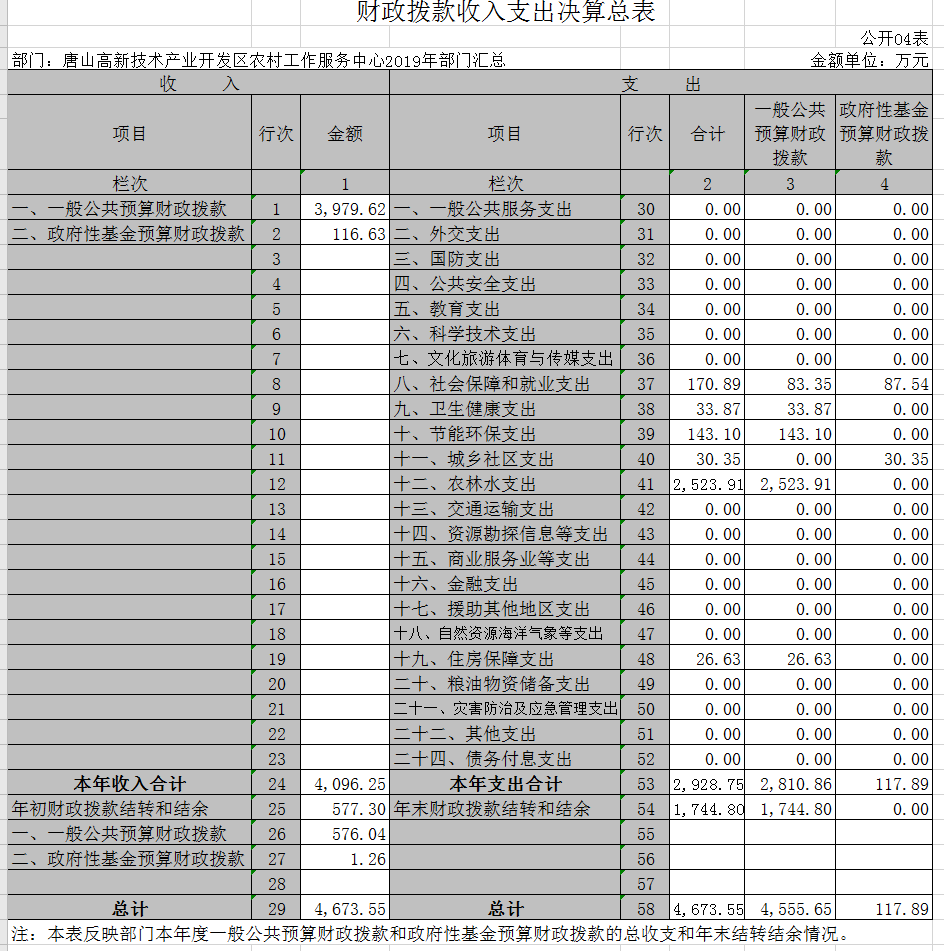 财政拨款收入支出决算总表
公开04表
部门：唐山高新技术产业开发区农村工作服务中心2019年部门汇总 金额单位：万元
收 入 支 出
项目 行次 金额 项目 行次 合计 一般公共预算财政拨款 政府性基金预算财政拨款
栏次 1 栏次 2 3 4
一、一般公共预算财政拨款 1 3,979.62 一、一般公共服务支出 30 0.00 0.00 0.00
二、政府性基金预算财政拨款 2 116.63 二、外交支出 31 0.00 0.00 0.00
3 三、国防支出 32 0.00 0.00 0.00
4 四、公共安全支出 33 0.00 0.00 0.00
5 五、教育支出 34 0.00 0.00 0.00
6 六、科学技术支出 35 0.00 0.00 0.00
7 七、文化旅游体育与传媒支出 36 0.00 0.00 0.00
8 八、社会保障和就业支出 37 170.89 83.35 87.54
9 九、卫生健康支出 38 33.87 33.87 0.00
10 十、节能环保支出 39 143.10 143.10 0.00
11 十一、城乡社区支出 40 30.35 0.00 30.35
12 十二、农林水支出 41 2,523.91 2,523.91 0.00
13 十三、交通运输支出 42 0.00 0.00 0.00
14 十四、资源勘探信息等支出 43 0.00 0.00 0.00
15 十五、商业服务业等支出 44 0.00 0.00 0.00
16 十六、金融支出 45 0.00 0.00 0.00
17 十七、援助其他地区支出 46 0.00 0.00 0.00
18 十八、自然资源海洋气象等支出 47 0.00 0.00 0.00
19 十九、住房保障支出 48 26.63 26.63 0.00
20 二十、粮油物资储备支出 49 0.00 0.00 0.00
21 二十一、灾害防治及应急管理支出 50 0.00 0.00 0.00
22 二十二、其他支出 51 0.00 0.00 0.00
23 二十四、债务付息支出 52 0.00 0.00 0.00
本年收入合计 24 4,096.25 本年支出合计 53 2,928.75 2,810.86 117.89
年初财政拨款结转和结余 25 577.30 年末财政拨款结转和结余 54 1,744.80 1,744.80 0.00
一、一般公共预算财政拨款 26 576.04 55
二、政府性基金预算财政拨款 27 1.26 56
28 57
总计 29 4,673.55 总计 58 4,673.55 4,555.65 117.89
注：本表反映部门本年度一般公共预算财政拨款和政府性基金预算财政拨款的总收支和年末结转结余情况。